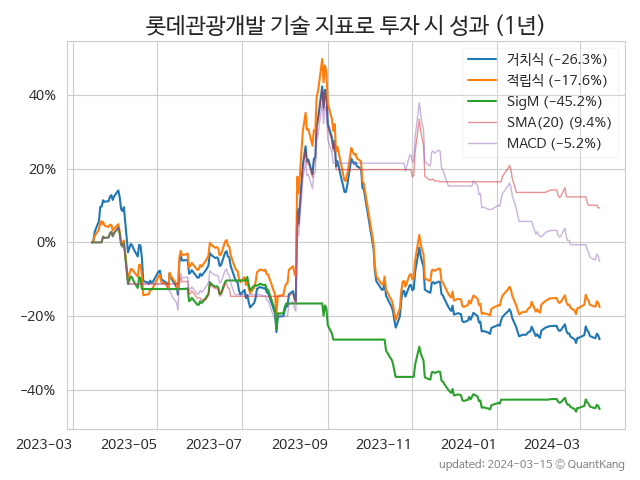 롯데관광개발 기술 지표로 투자 시 성과 (1년)
거치식 (−26.3%)
적립식 (−17.6%)
SigM (−45.2%)
SMA(20) (9.4%)
MACD (−5.2%)
40%
20%
0%
−20%
−40%
2023−03 2023−05 2023−07 2023−09 2023−11 2024−01 2024−03
updated: 2024−03−15 ⓒ QuantKang